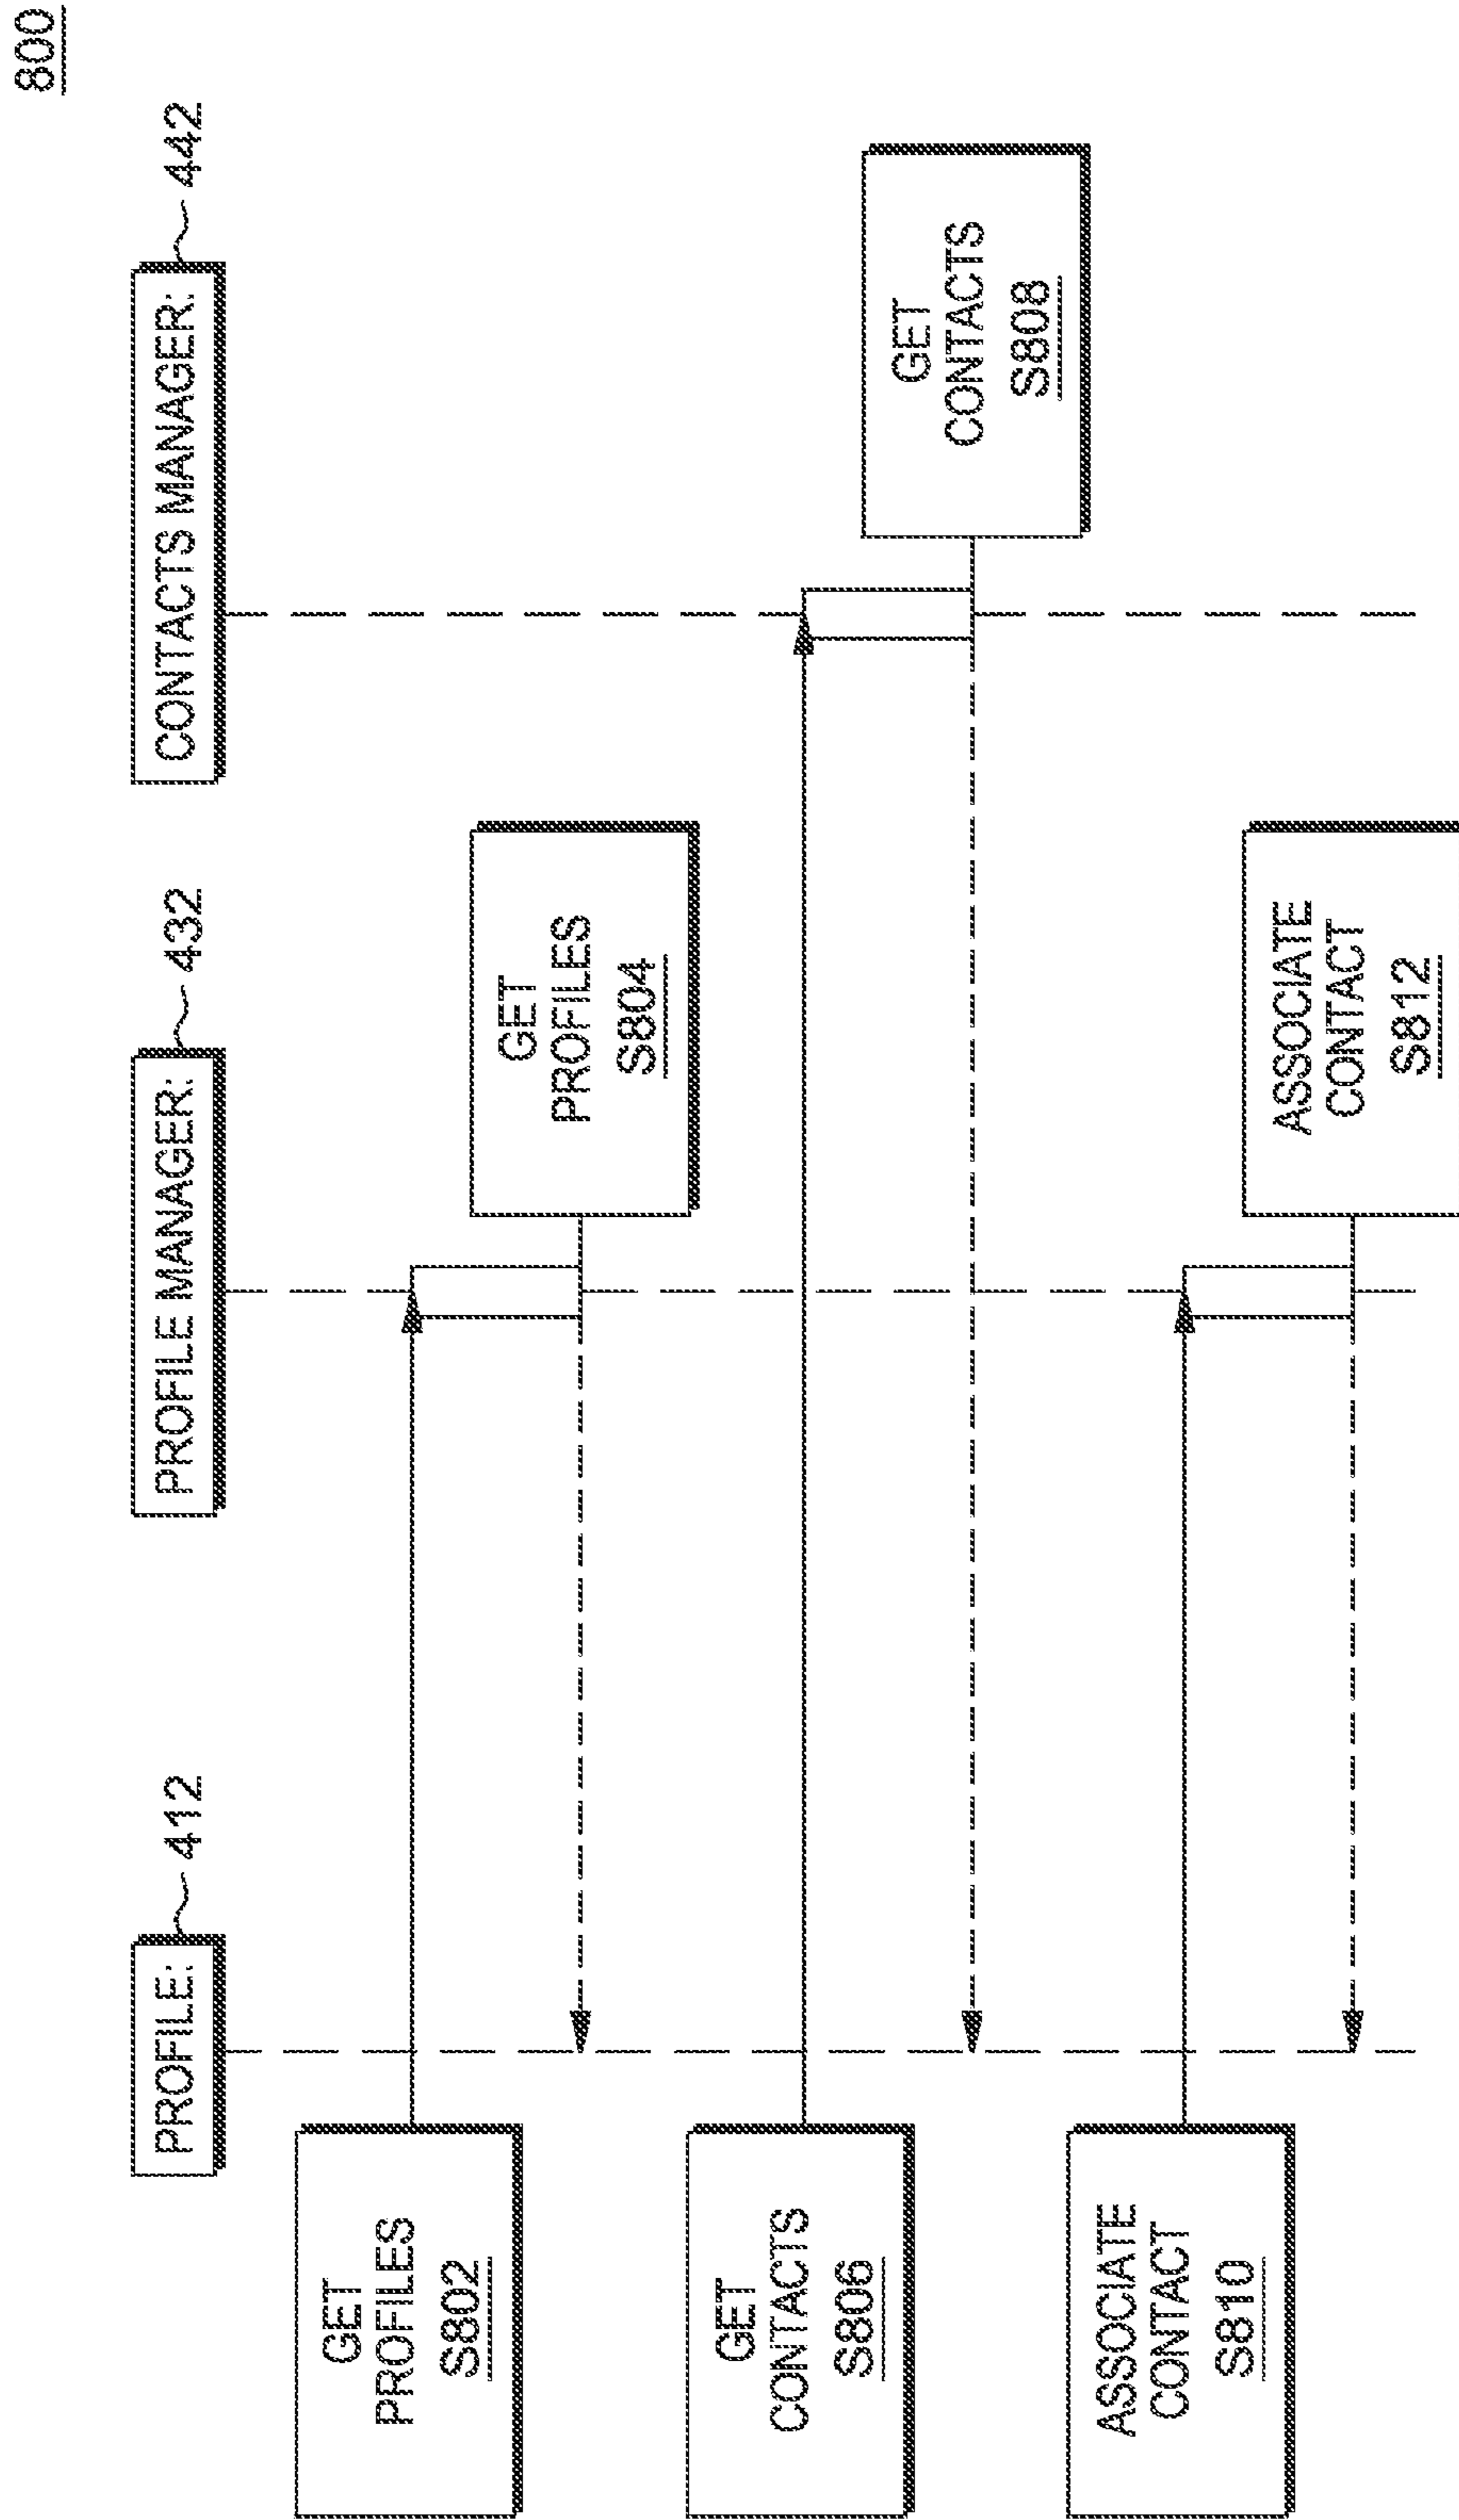 800
PROFILE:
412
PROFILE MANAGER:
432
CONTACTS MANAGER:
442
GET
PROFILES
S802
GET
PROFILES
S804
GET
CONTACTS
S806
GET
CONTACTS
S808
ASSOCIATE
CONTACT
S810
ASSOCIATE
CONTACT
S812